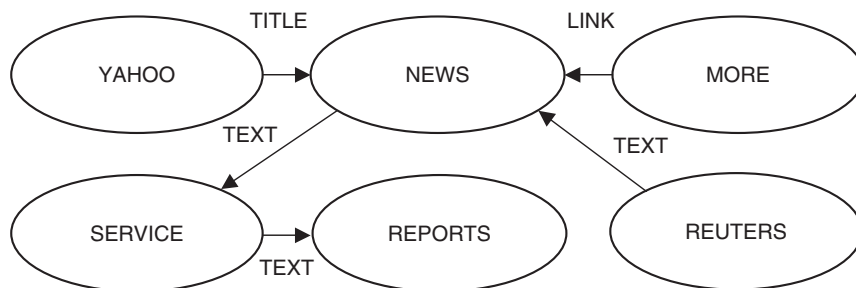 TITLE LINK
YAHOO NEWS MORE
TEXT TEXT
SERVICE REPORTS REUTERS
TEXT